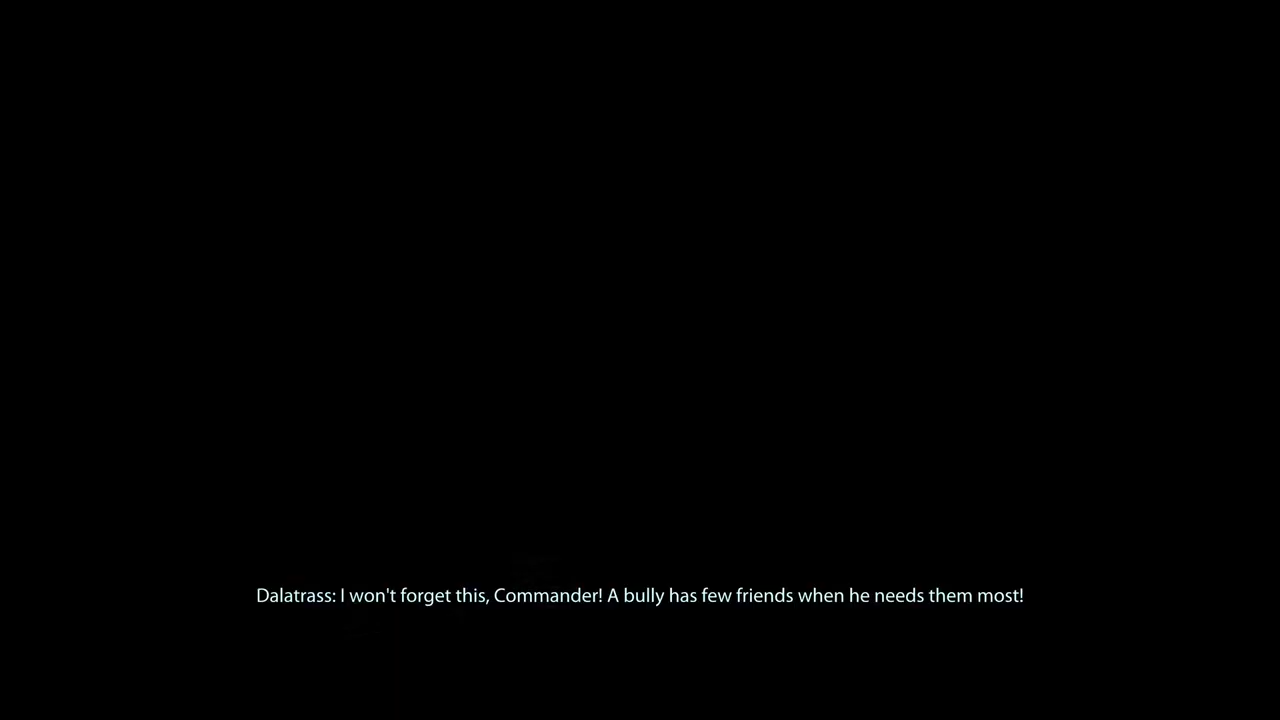 Dalatrass: I won't forget this, Commander! A bully has few friends when he needs them most!